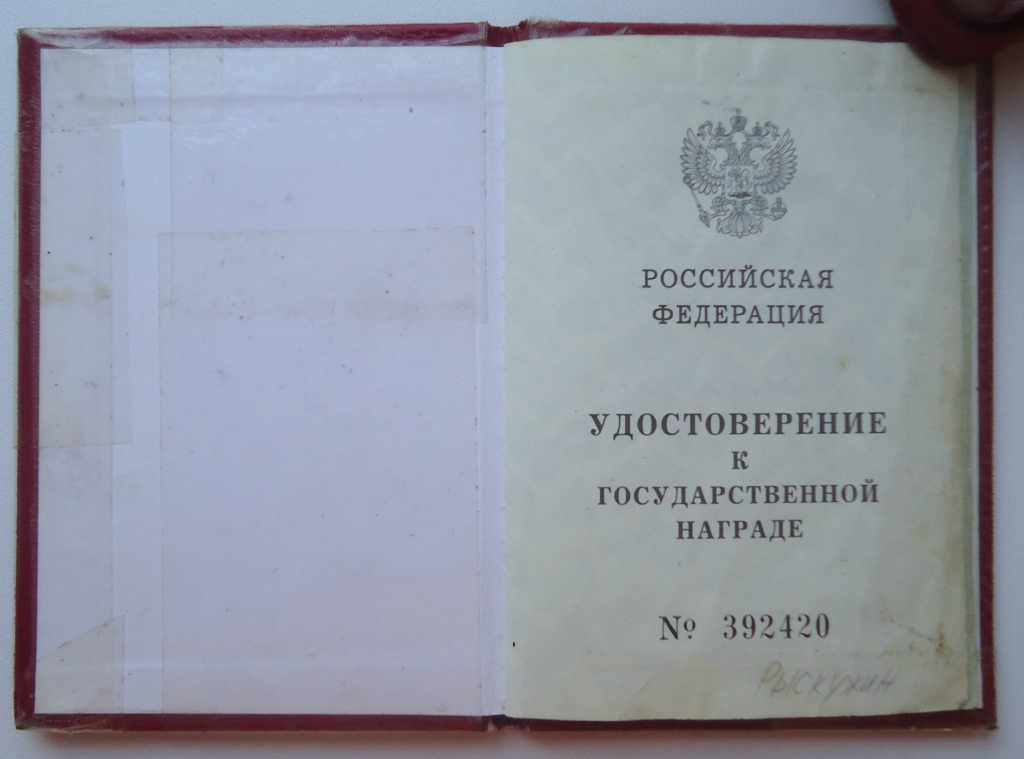 РОССИЙСКАЯ
ФЕДЕРАЦИЯ
УДОСТОВЕРЕНИЕ
К
ГОСУДАРСТВЕННОЙ
НАГРАДЕ
№ 392420
Рыскужин